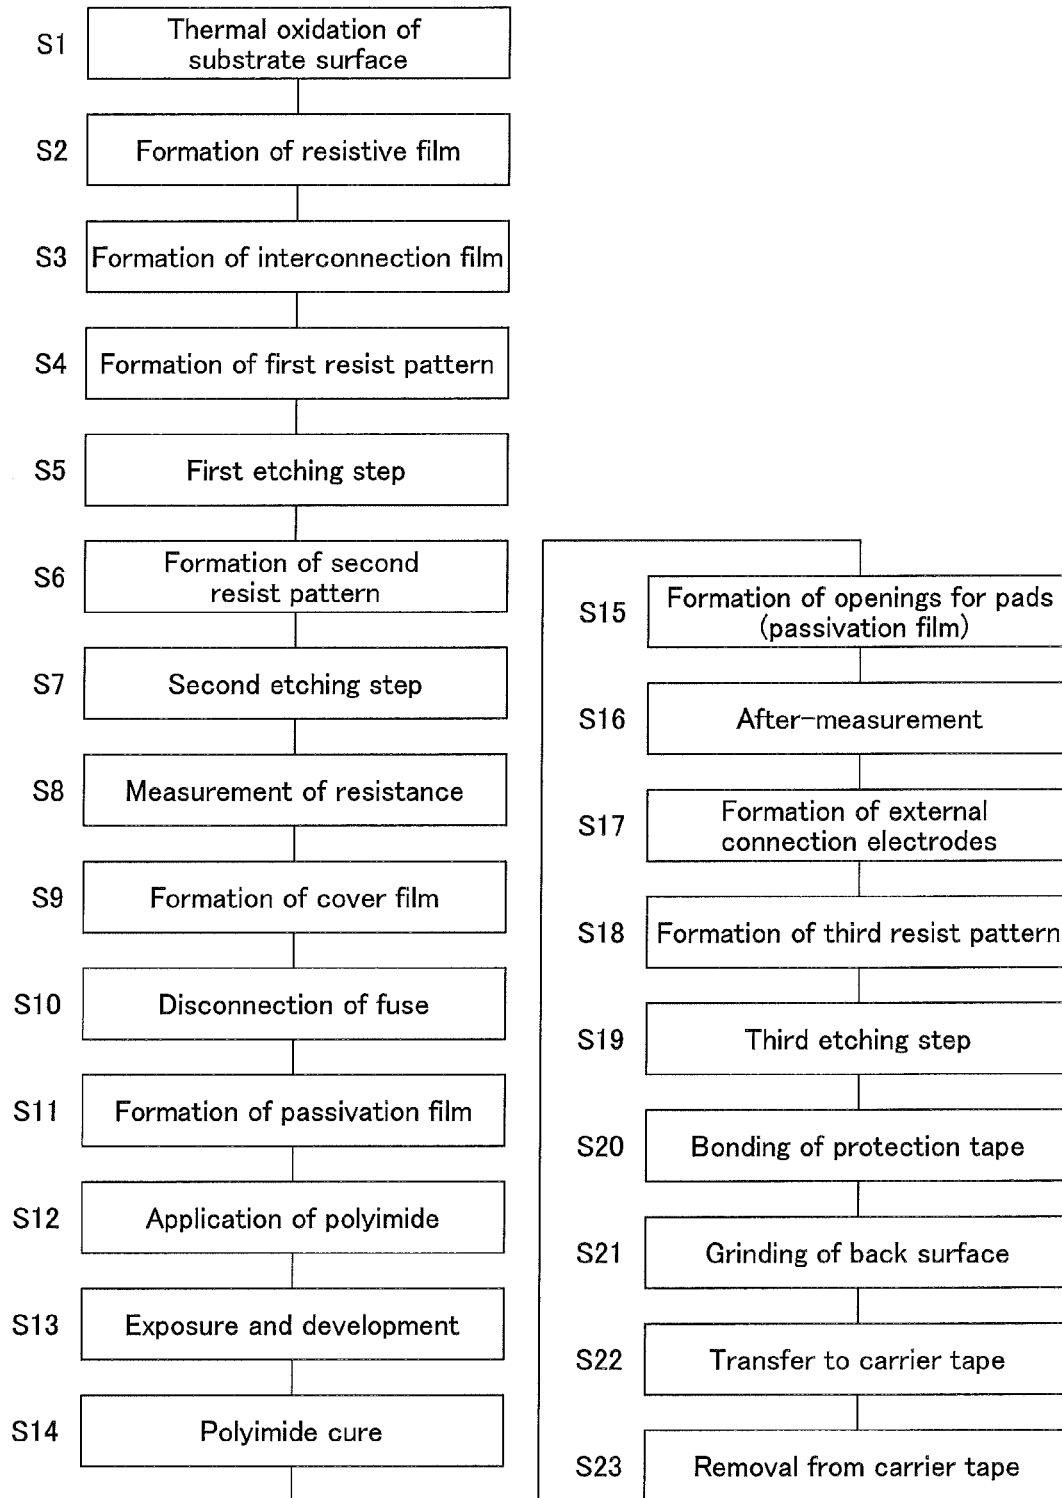 S1
Thermal oxidation of
substrate surface
S2
Formation of resistive film
S3
Formation of interconnection film
S4
Formation of first resist pattern
S5
First etching step
S6
Formation of second
resist pattern
S7
Second etching step
S8
Measurement of resistance
S9
Formation of cover film
S10
Disconnection of fuse
S11
Formation of passivation film
S12
Application of polyimide
S13
Exposure and development
S14
Polyimide cure
S15
Formation of openings for pads
(passivation film)
S16
After-measurement
S17
Formation of external
connection electrodes
S18
Formation of third resist pattern
S19
Third etching step
S20
Bonding of protection tape
S21
Grinding of back surface
S22
Transfer to carrier tape
S23
Removal from carrier tape